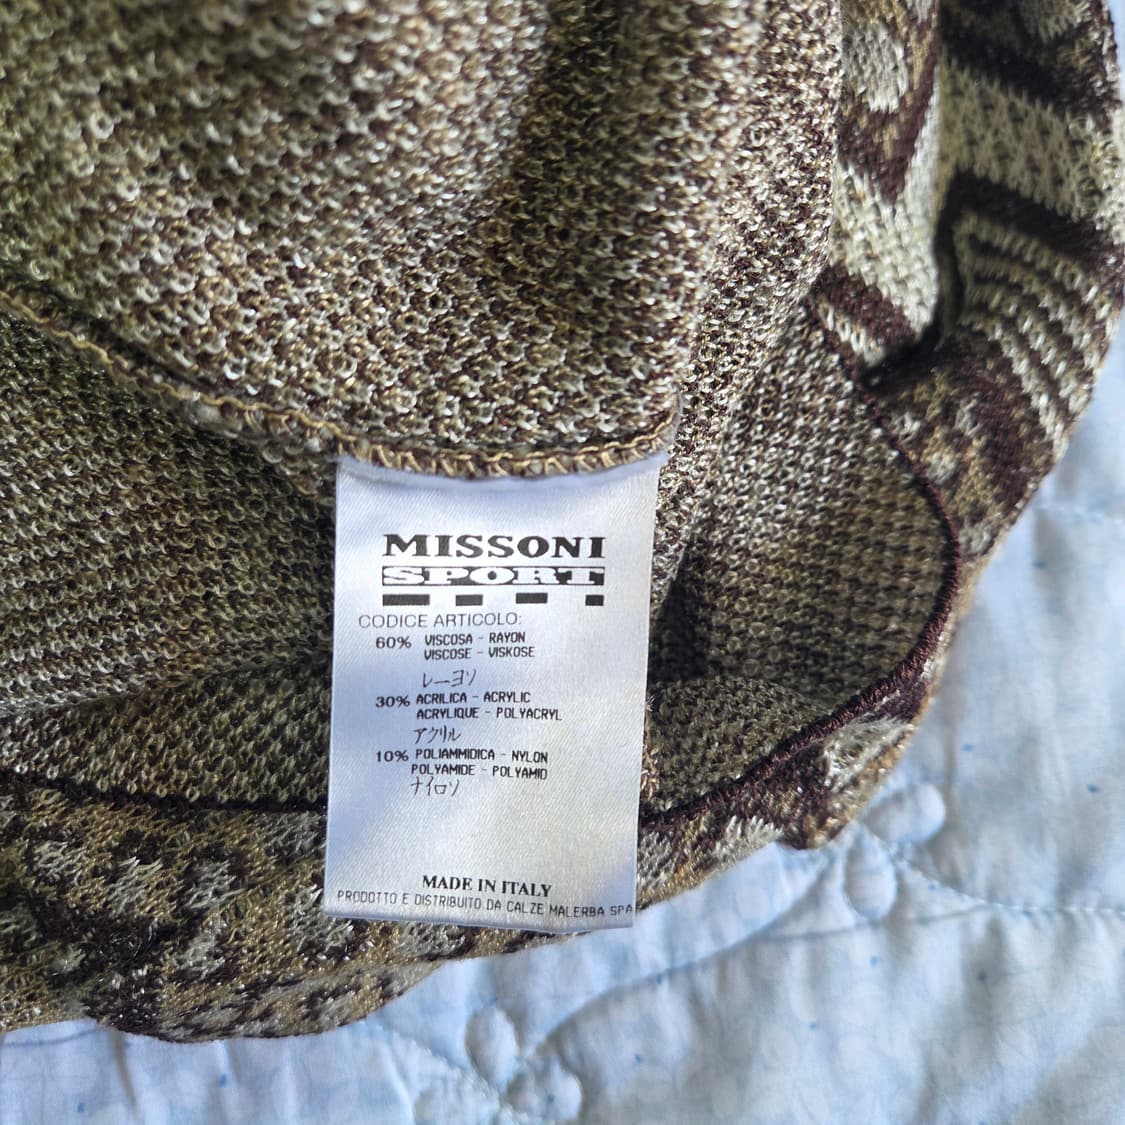 MISSONI
SPORT
CODICE ARTICOLO:
60% VISCOSA - RAYON
VISCOSE - VISKOSE
レーヨソ
30% ACRILICA - ACRYLIC
ACRYLIQUE - POLYACRYL
アクリル
10% POLIAMMIDICA - NYLON
POLYAMIDE - POLYAMID
ナイロソ
MADE IN ITALY
PRODOTTO E DISTRIBUITO DA CALZE MALERBA SPA